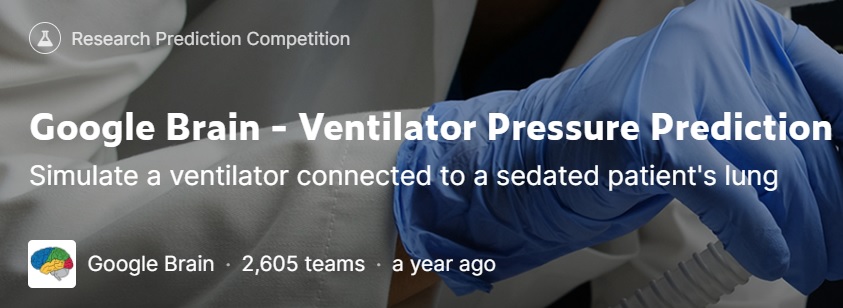 Research Prediction Competition
Google Brain - Ventilator Pressure Prediction
Simulate a ventilator connected to a sedated patient's lung
Google Brain · 2,605 teams · a year ago